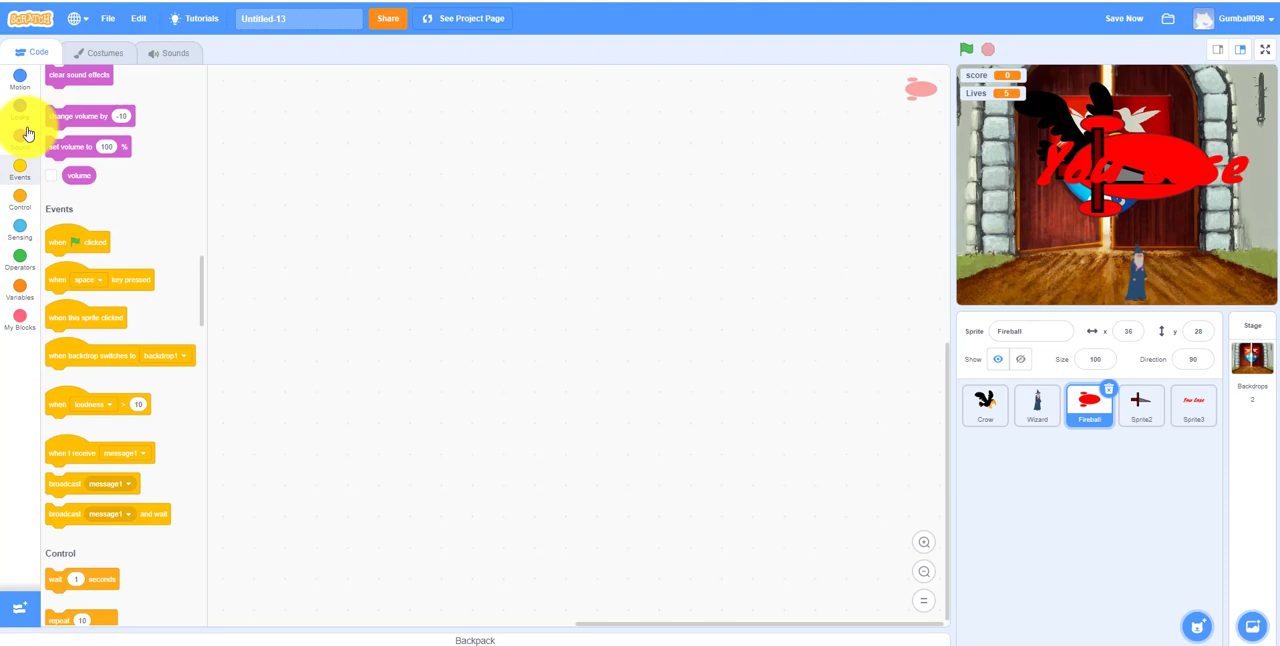 SCRATCH File Edit Tutorials Untitled-13 Share See Project Page Save Now Gumball098
Code Costumes Sounds
Motion
Looks
Events
Control
Sensing
Operators
Variables
My Blocks
clear sound effects
change volume by -10
set volume to 100 %
volume
Events
when clicked
when space key pressed
when this sprite clicked
when backdrop switches to backdrop1
when loudness > 10
when I receive message1
broadcast message1
broadcast message1 and wait
Control
wait 1 seconds
repeat 10
score 0
Lives 5
You Lose
Sprite Fireball x 36 y 28
Show Size 100 Direction 90
Crow Wizard Fireball Sprite2 Sprite3
You Lose
Stage
Backdrops
2
Backpack